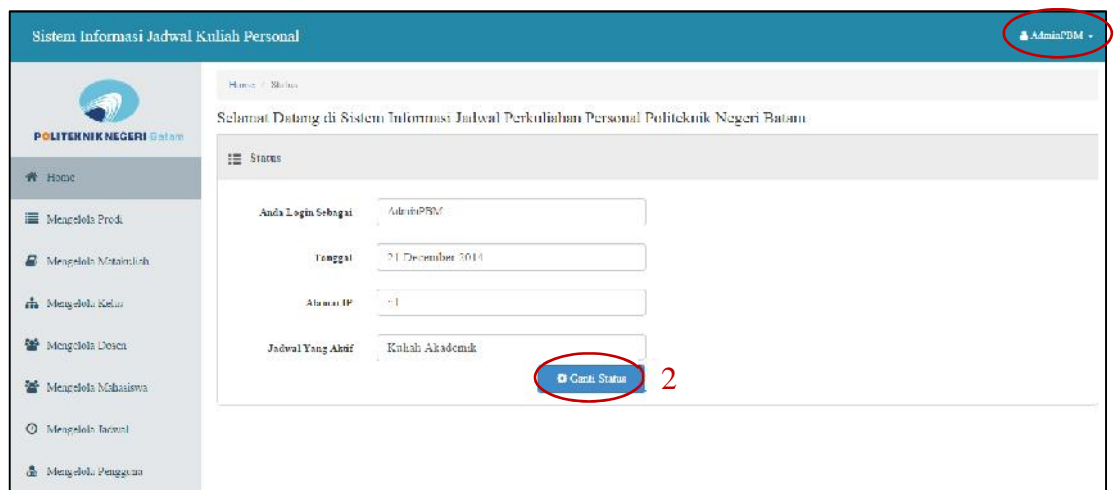 Sistem Informasi Jadwal Kuliah Personal
AdminPBM
POLITEKNIK NEGERI Batam
Home / Status
Selamat Datang di Sistem Informasi Jadwal Perkuliahan Personal Politeknik Negeri Batam
Status
Home
Mengelola Prodi
Mengelola Matakuliah
Mengelola Kelas
Mengelola Dosen
Mengelola Mahasiswa
Mengelola Jadwal
Mengelola Pengguna
Anda Login Sebagai AdminPBM
Tanggal 21 December 2014
Alamat IP ::1
Jadwal Yang Aktif Kuliah Akademik
Ganti Status 2